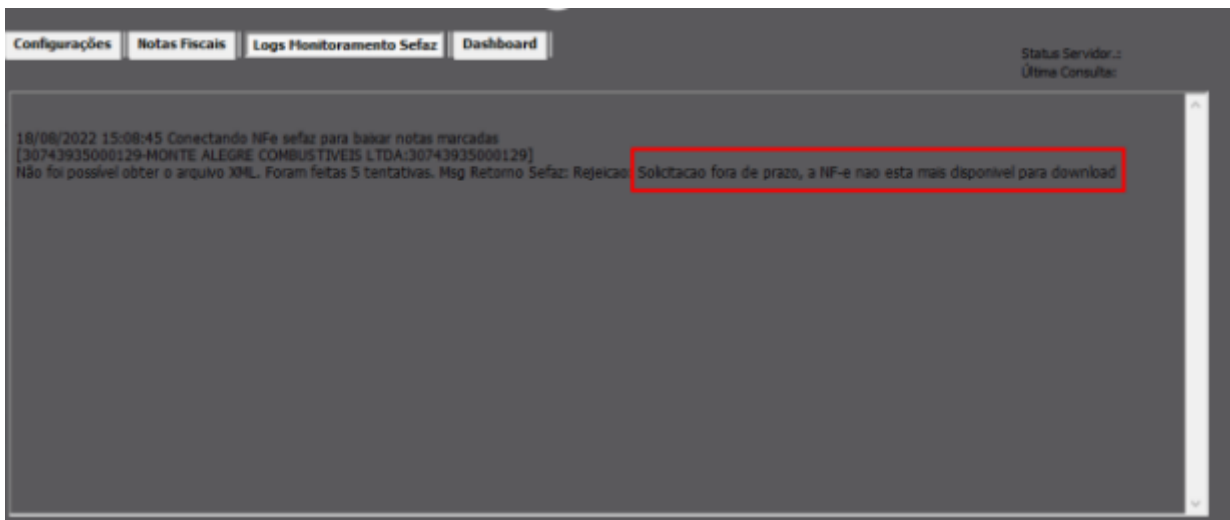 Configurações Notas Fiscais Logs Monitoramento Sefaz Dashboard
Status Servidor.:
Última Consulta:
18/08/2022 15:08:45 Conectando NFe sefaz para baixar notas marcadas
[30743935000129-MONTE ALEGRE COMBUSTIVEIS LTDA:30743935000129]
Não foi possível obter o arquivo XML. Foram feitas 5 tentativas. Msg Retorno Sefaz: Rejeicao: Solicitacao fora de prazo, a NF-e nao esta mais disponivel para download